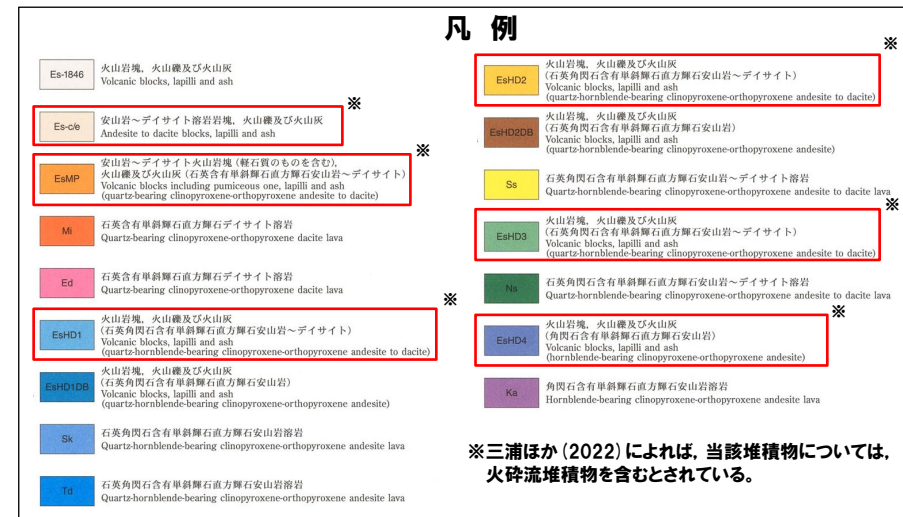 凡 例
Es-1846
火山岩塊，火山礫及び火山灰
Volcanic blocks, lapilli and ash
※
Es-c/e
安山岩～デイサイト溶岩岩塊，火山礫及び火山灰
Andesite to dacite blocks, lapilli and ash
※
EsMP
安山岩～デイサイト火山岩塊（軽石質のものを含む），
火山礫及び火山灰（石英含有単斜輝石直方輝石安山岩～デイサイト）
Volcanic blocks including pumiceous one, lapilli and ash
(quartz-bearing clinopyroxene-orthopyroxene andesite to dacite)
Mi
石英含有単斜輝石直方輝石デイサイト溶岩
Quartz-bearing clinopyroxene-orthopyroxene dacite lava
Ed
石英含有単斜輝石直方輝石デイサイト溶岩
Quartz-bearing clinopyroxene-orthopyroxene dacite lava
※
EsHD1
火山岩塊，火山礫及び火山灰
（石英角閃石含有単斜輝石直方輝石安山岩～デイサイト）
Volcanic blocks, lapilli and ash
(quartz-hornblende-bearing clinopyroxene-orthopyroxene andesite to dacite)
EsHD1DB
火山岩塊，火山礫及び火山灰
（石英角閃石含有単斜輝石直方輝石安山岩）
Volcanic blocks, lapilli and ash
(quartz-hornblende-bearing clinopyroxene-orthopyroxene andesite)
Sk
石英角閃石含有単斜輝石直方輝石安山岩溶岩
Quartz-hornblende-bearing clinopyroxene-orthopyroxene andesite lava
Td
石英角閃石含有単斜輝石直方輝石安山岩溶岩
Quartz-hornblende-bearing clinopyroxene-orthopyroxene andesite lava
※
EsHD2
火山岩塊，火山礫及び火山灰
（石英角閃石含有単斜輝石直方輝石安山岩～デイサイト）
Volcanic blocks, lapilli and ash
(quartz-hornblende-bearing clinopyroxene-orthopyroxene andesite to dacite)
EsHD2DB
火山岩塊，火山礫及び火山灰
（石英角閃石含有単斜輝石直方輝石安山岩）
Volcanic blocks, lapilli and ash
(quartz-hornblende-bearing clinopyroxene-orthopyroxene andesite)
Ss
石英角閃石含有単斜輝石直方輝石安山岩～デイサイト溶岩
Quartz-hornblende-bearing clinopyroxene-orthopyroxene andesite to dacite lava
※
EsHD3
火山岩塊，火山礫及び火山灰
（石英角閃石含有単斜輝石直方輝石安山岩～デイサイト）
Volcanic blocks, lapilli and ash
(quartz-hornblende-bearing clinopyroxene-orthopyroxene andesite to dacite)
Na
石英角閃石含有単斜輝石直方輝石安山岩～デイサイト溶岩
Quartz-hornblende-bearing clinopyroxene-orthopyroxene andesite to dacite lava
※
EsHD4
火山岩塊，火山礫及び火山灰
（角閃石含有単斜輝石直方輝石安山岩）
Volcanic blocks, lapilli and ash
(hornblende-bearing clinopyroxene-orthopyroxene andesite)
Ka
角閃石含有単斜輝石直方輝石安山岩溶岩
Hornblende-bearing clinopyroxene-orthopyroxene andesite lava
※三浦ほか（2022）によれば，当該堆積物については，
火砕流堆積物を含むとされている。